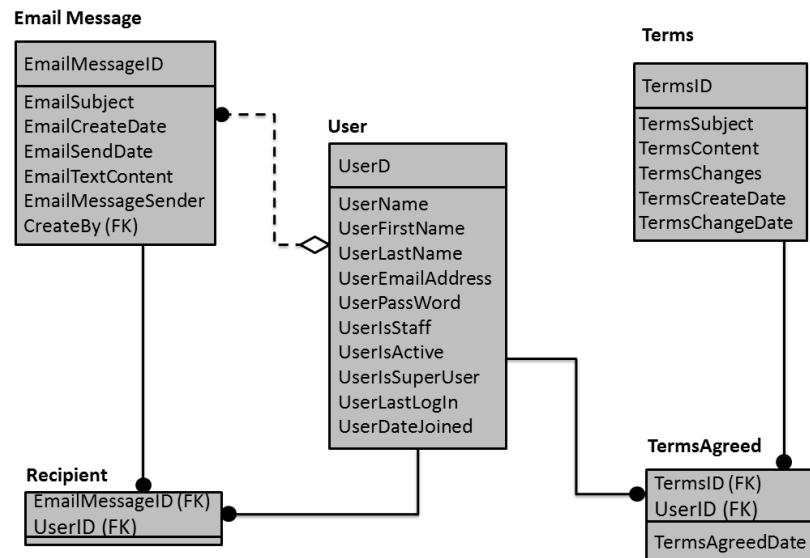 Email Message
EmailMessageID
EmailSubject
EmailCreateDate
EmailSendDate
EmailTextContent
EmailMessageSender
CreateBy (FK)
User
UserD
UserName
UserFirstName
UserLastName
UserEmailAddress
UserPassWord
UserIsStaff
UserIsActive
UserIsSuperUser
UserLastLogIn
UserDateJoined
Terms
TermsID
TermsSubject
TermsContent
TermsChanges
TermsCreateDate
TermsChangeDate
Recipient
EmailMessageID (FK)
UserID (FK)
TermsAgreed
TermsID (FK)
UserID (FK)
TermsAgreedDate